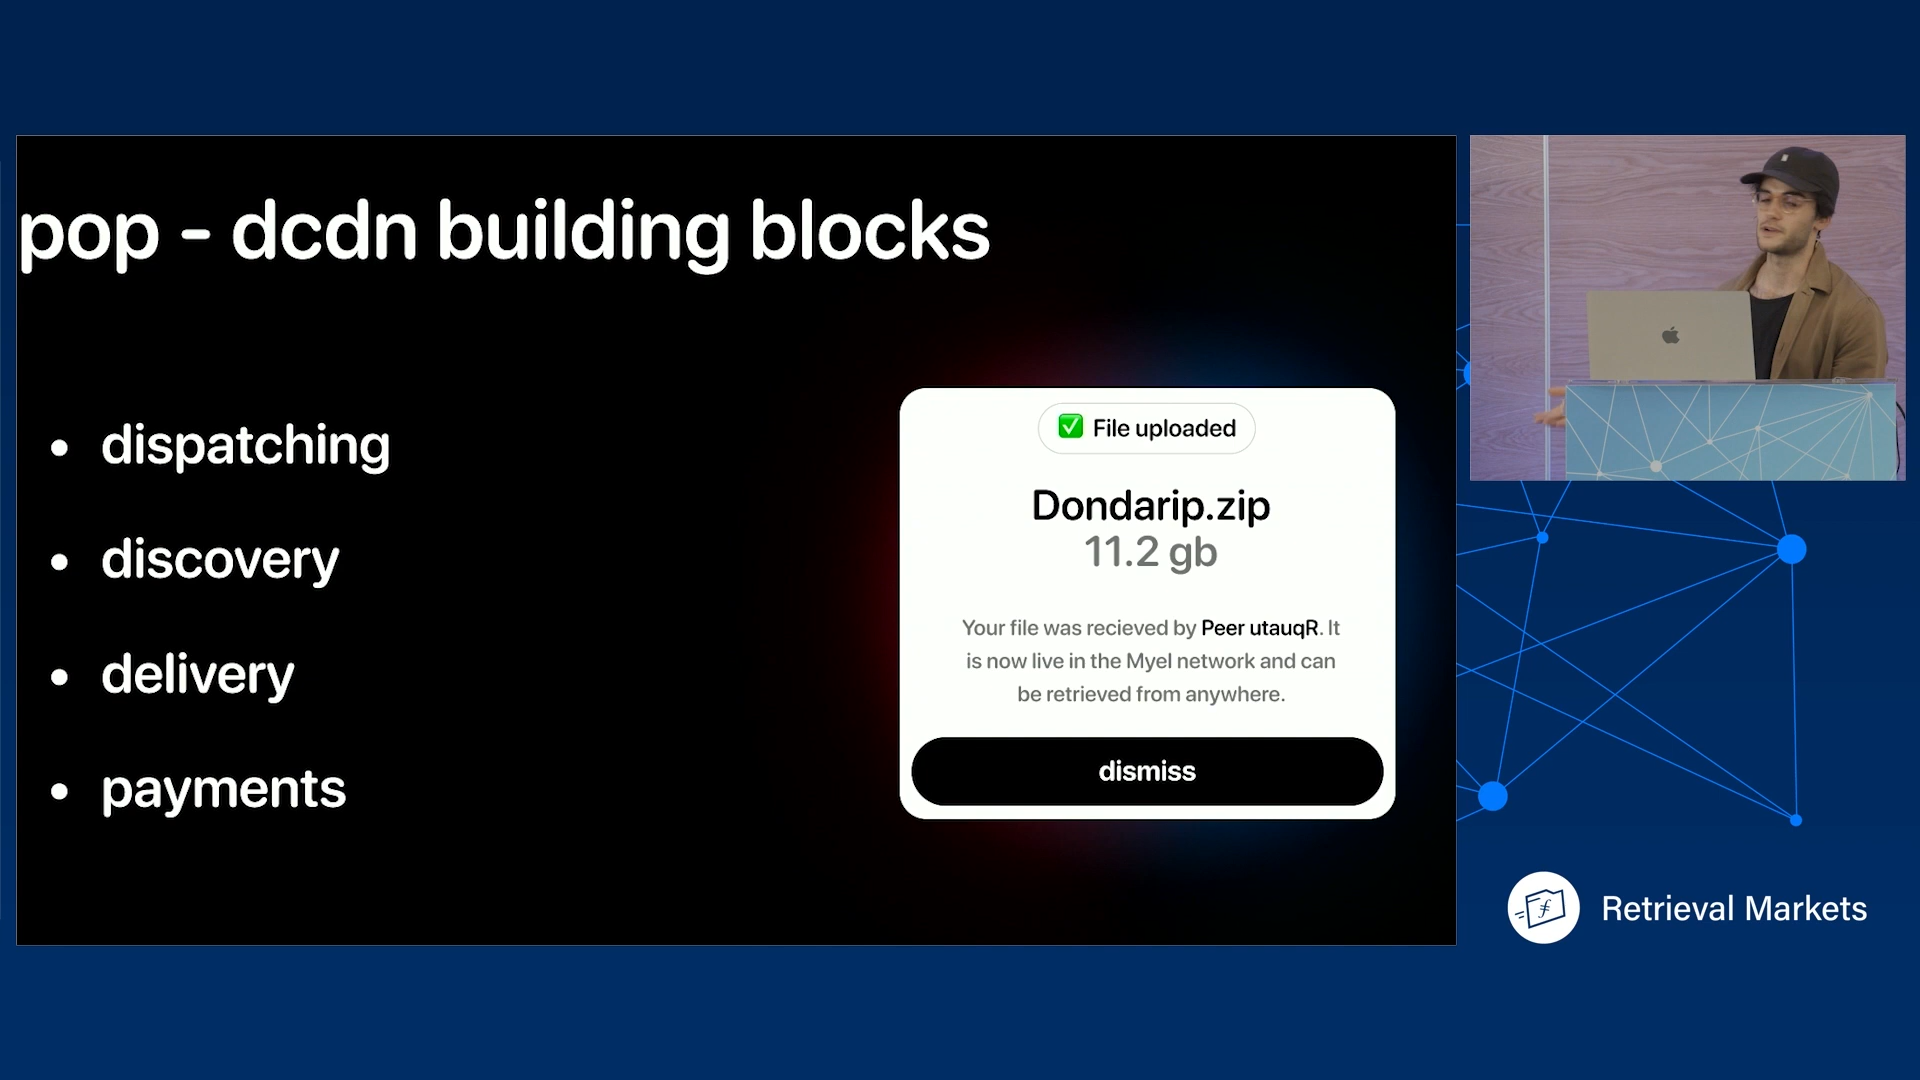 pop - dcdn building blocks
• dispatching
• discovery
• delivery
• payments
✅ File uploaded
Dondarip.zip
11.2 gb
Your file was recieved by Peer utauqR. It
is now live in the Myel network and can
be retrieved from anywhere.
dismiss
Retrieval Markets